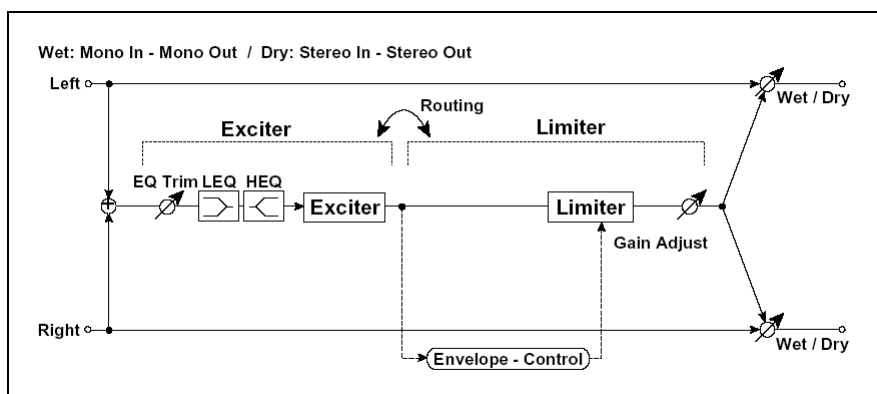 Wet: Mono In - Mono Out / Dry: Stereo In - Stereo Out
Left
Wet / Dry
Routing
Exciter
Limiter
EQ Trim
LEQ
HEQ
Exciter
Limiter
Gain Adjust
Right
Wet / Dry
Envelope - Control